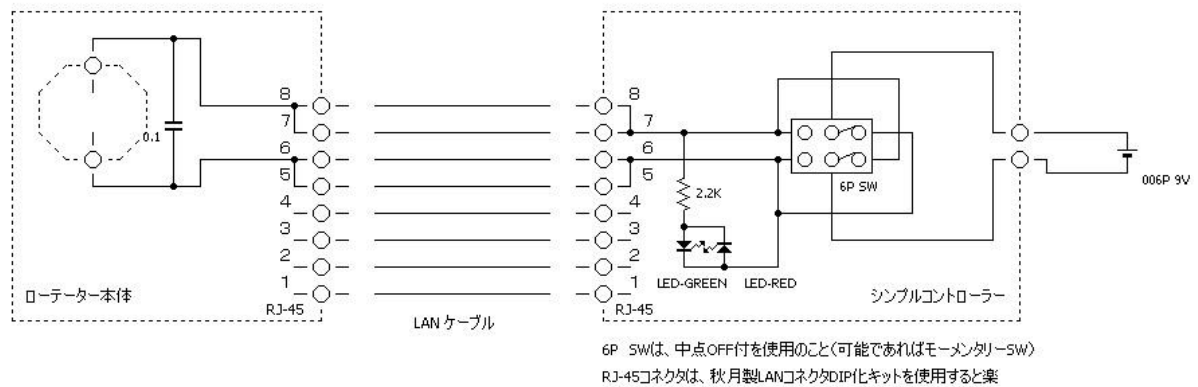 0.1
8
7
6
5
4
3
2
1
RJ-45
ローテーター本体
LAN ケーブル
8
7
6
5
4
3
2
1
RJ-45
2.2K
LED-GREEN
LED-RED
6P SW
006P 9V
シンプルコントローラー
6P SWは、中点OFF付を使用のこと(可能であればモーメンタリーSW)
RJ-45コネクタは、秋月製LANコネクタDIP化キットを使用すると楽